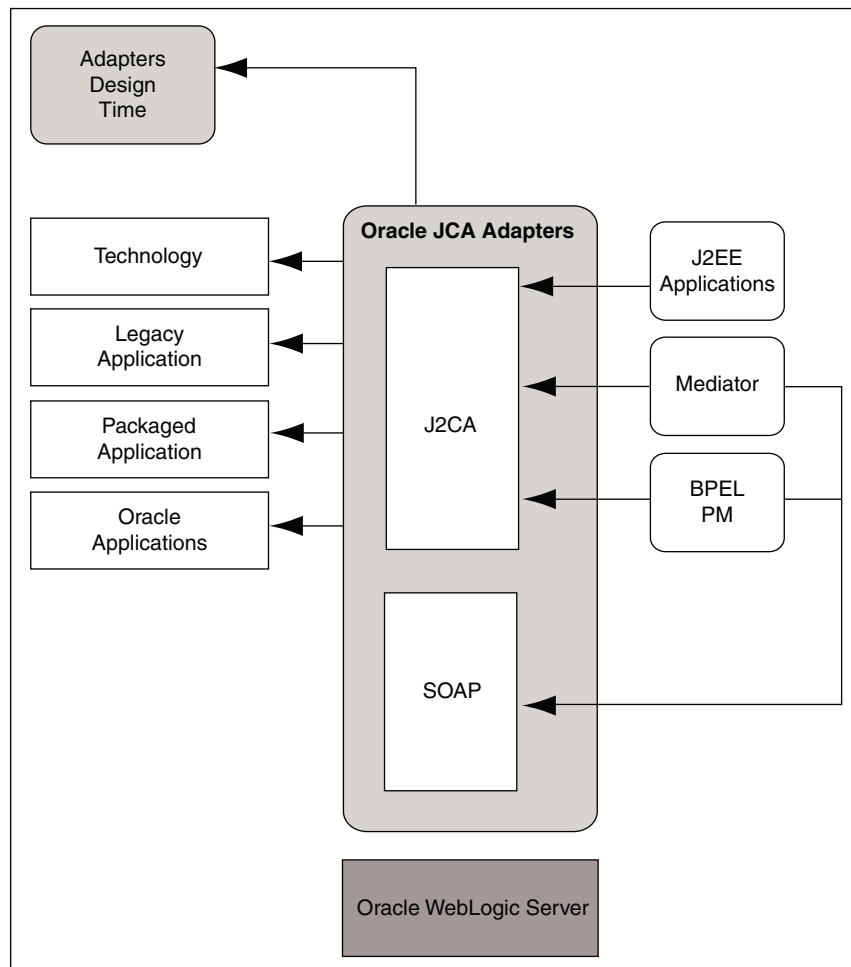 Adapters
Design
Time
Oracle JCA Adapters
Technology
Legacy
Application
Packaged
Application
Oracle
Applications
J2CA
SOAP
J2EE
Applications
Mediator
BPEL
PM
Oracle WebLogic Server